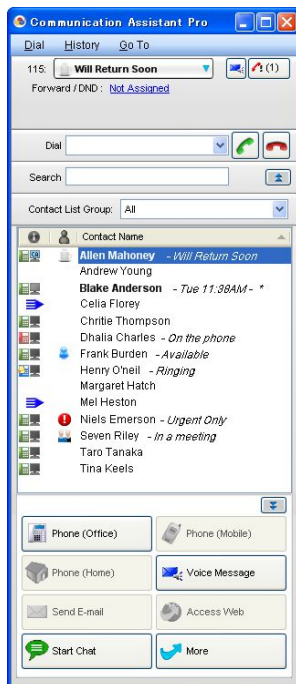 Communication Assistant Pro
Dial History Go To
115: Will Return Soon (1)
Forward / DND : Not Assigned
Dial
Search
Contact List Group: All
Contact Name
Allen Mahoney - Will Return Soon
Andrew Young
Blake Anderson - Tue 11:38AM - *
Celia Florey
Chritie Thompson
Dhalia Charles - On the phone
Frank Burden - Available
Henry O'neil - Ringing
Margaret Hatch
Mel Heston
Niels Emerson - Urgent Only
Seven Riley - In a meeting
Taro Tanaka
Tina Keels
Phone (Office) Phone (Mobile)
Phone (Home) Voice Message
Send E-mail Access Web
Start Chat More